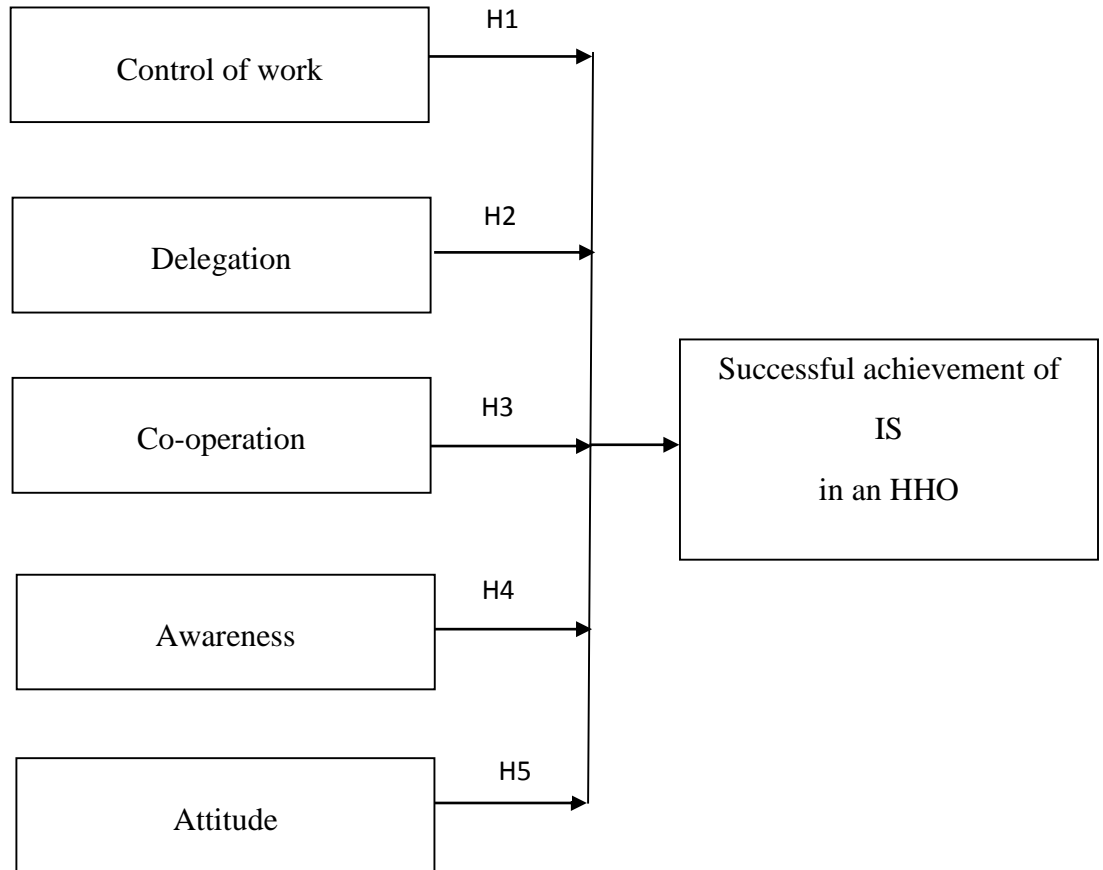 H1
Control of work
H2
Delegation
H3
Co-operation
Successful achievement of
IS
in an HHO
H4
Awareness
H5
Attitude